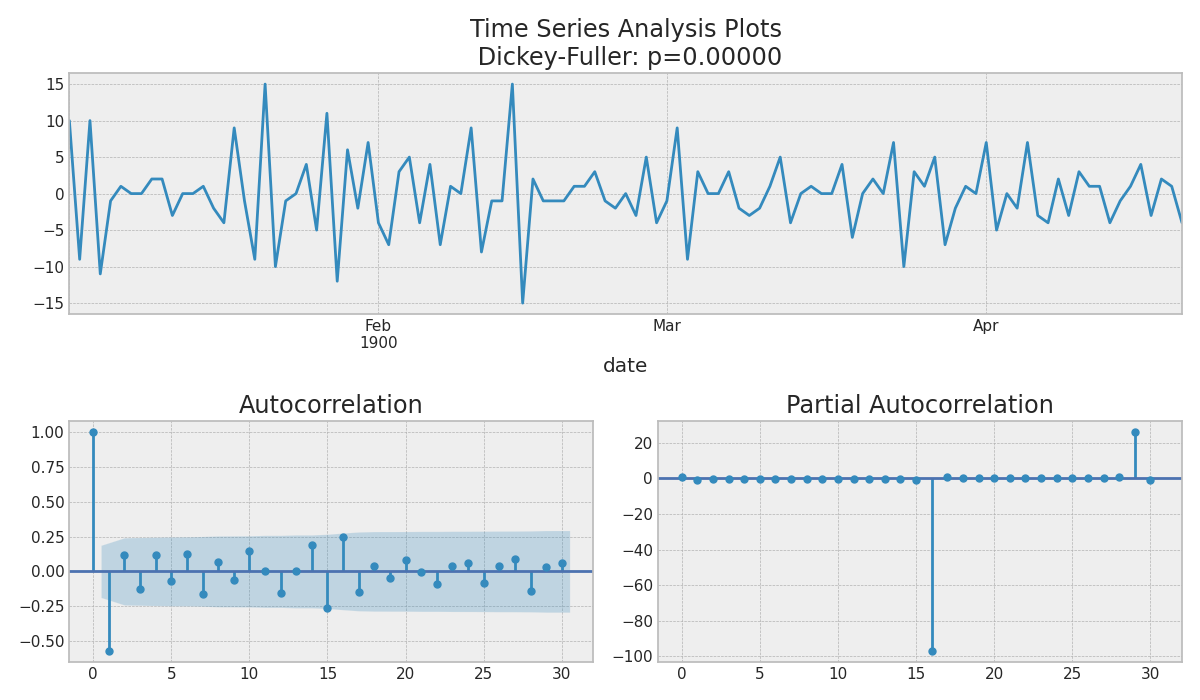 Time Series Analysis Plots
Dickey-Fuller: p=0.00000
15
10
5
0
−5
−10
−15
Feb
1900
Mar
Apr
date
Autocorrelation
1.00
0.75
0.50
0.25
0.00
−0.25
−0.50
0 5 10 15 20 25 30
Partial Autocorrelation
20
0
−20
−40
−60
−80
−100
0 5 10 15 20 25 30